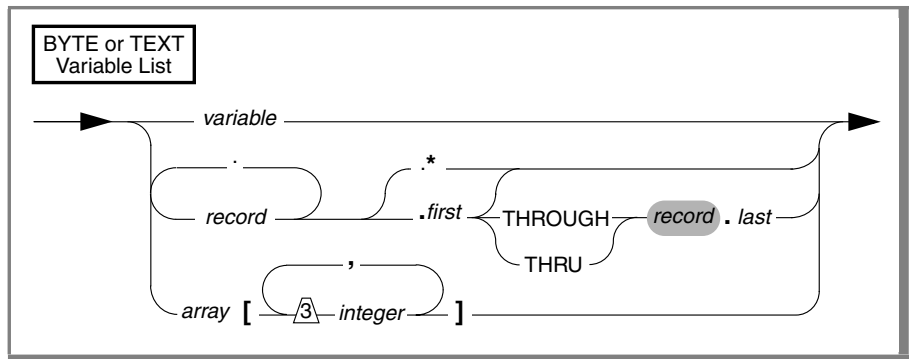 BYTE or TEXT
Variable List
variable
.
.*
record
.first
THROUGH
record . last
THRU
,
array [ 3 integer ]